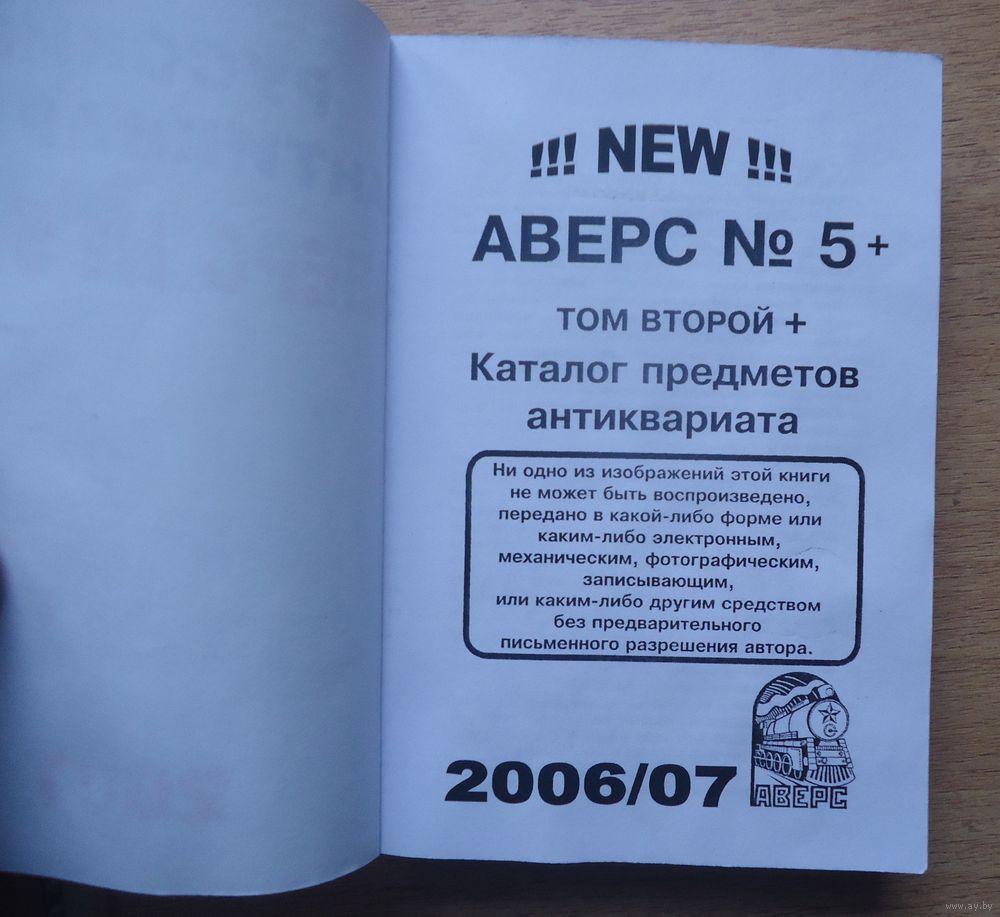 !!! NEW !!!
АВЕРС № 5+
ТОМ ВТОРОЙ +
Каталог предметов
антиквариата
Ни одно из изображений этой книги
не может быть воспроизведено,
передано в какой-либо форме или
каким-либо электронным,
механическим, фотографическим,
записывающим,
или каким-либо другим средством
без предварительного
письменного разрешения автора.
2006/07
АВЕРС
www.ay.by